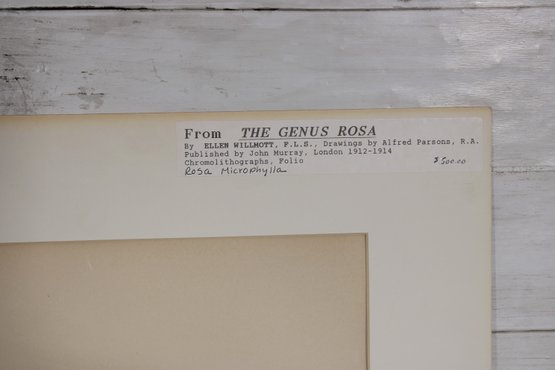 From THE GENUS ROSA
By ELLEN WILLMOTT, F.L.S., Drawings by Alfred Parsons, R.A.
Published by John Murray, London 1912-1914
Chromolithographs, Folio $500.00
Rosa Microphylla